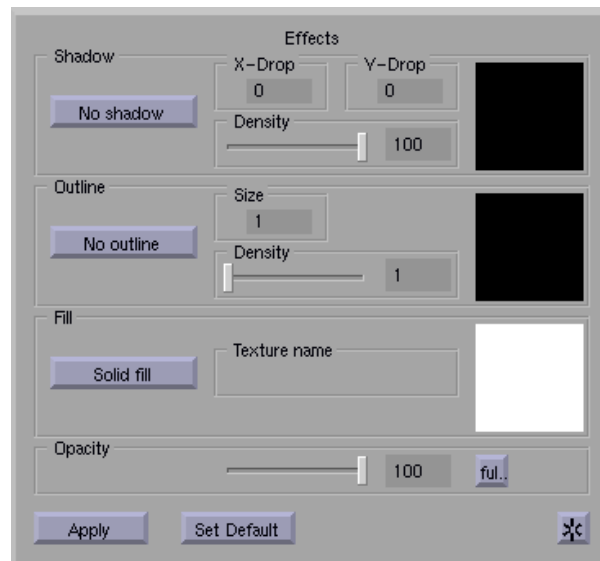 Effects
Shadow
X-Drop
Y-Drop
0
0
No shadow
Density
100
Outline
Size
1
No outline
Density
1
Fill
Texture name
Solid fill
Opacity
100
ful..
Apply
Set Default